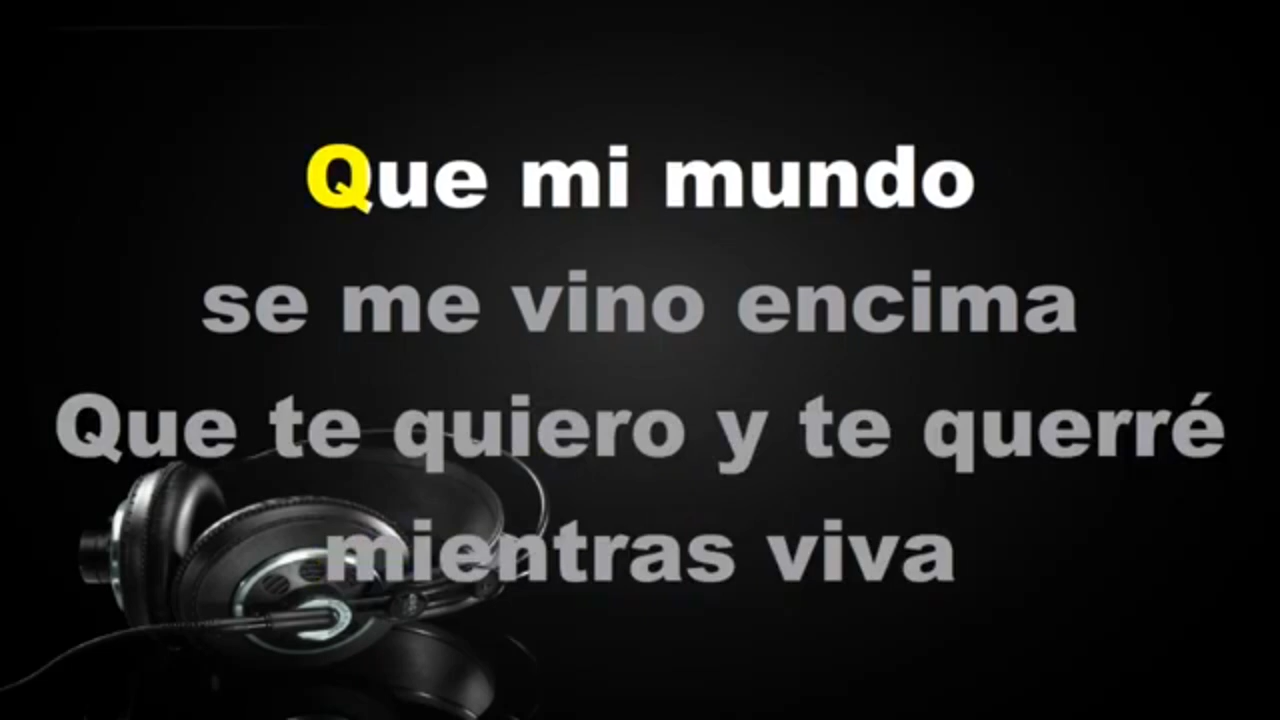 Que mi mundo
se me vino encima
Que te quiero y te querré
mientras viva